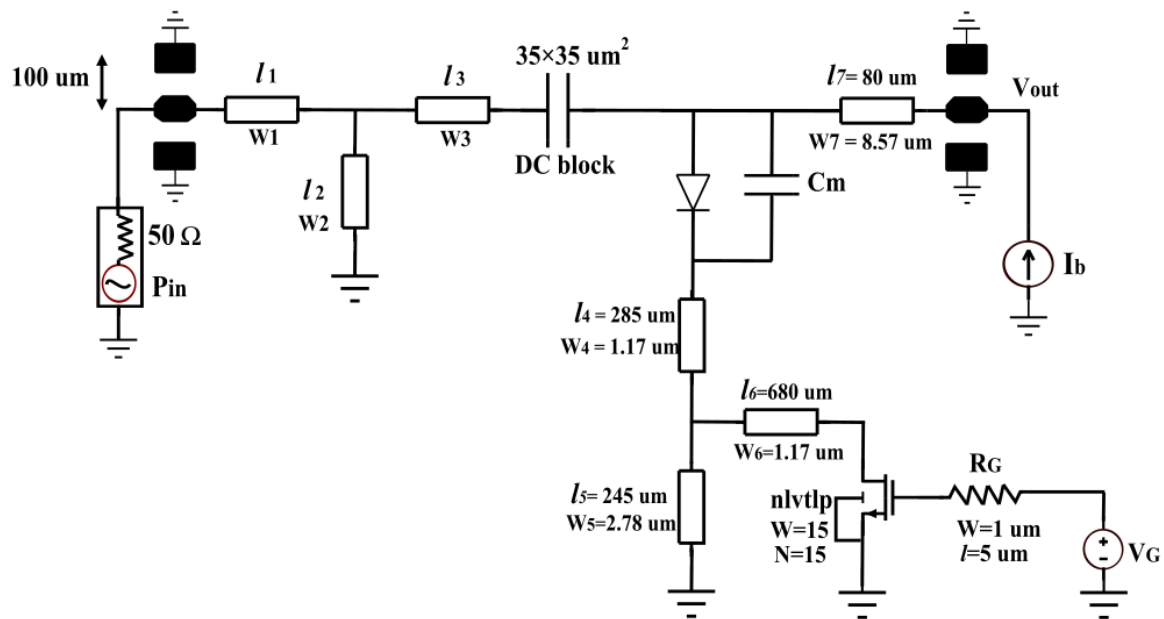 100 um
l1
W1
l2
W2
l3
W3
35×35 um²
DC block
l7= 80 um
W7 = 8.57 um
Vout
50 Ω
Pin
Cm
Ib
l4 = 285 um
W4 = 1.17 um
l6=680 um
W6=1.17 um
l5= 245 um
W5=2.78 um
nlvtlp
W=15
N=15
RG
W=1 um
l=5 um
VG